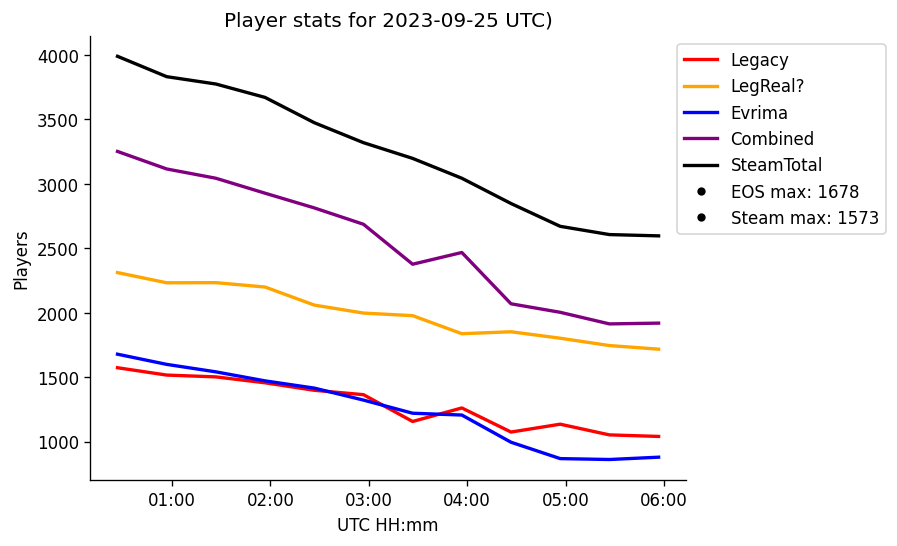 Player stats for 2023-09-25 UTC)
4000
3500
3000
2500
2000
1500
1000
Players
01:00 02:00 03:00 04:00 05:00 06:00
UTC HH:mm
Legacy
LegReal?
Evrima
Combined
SteamTotal
EOS max: 1678
Steam max: 1573